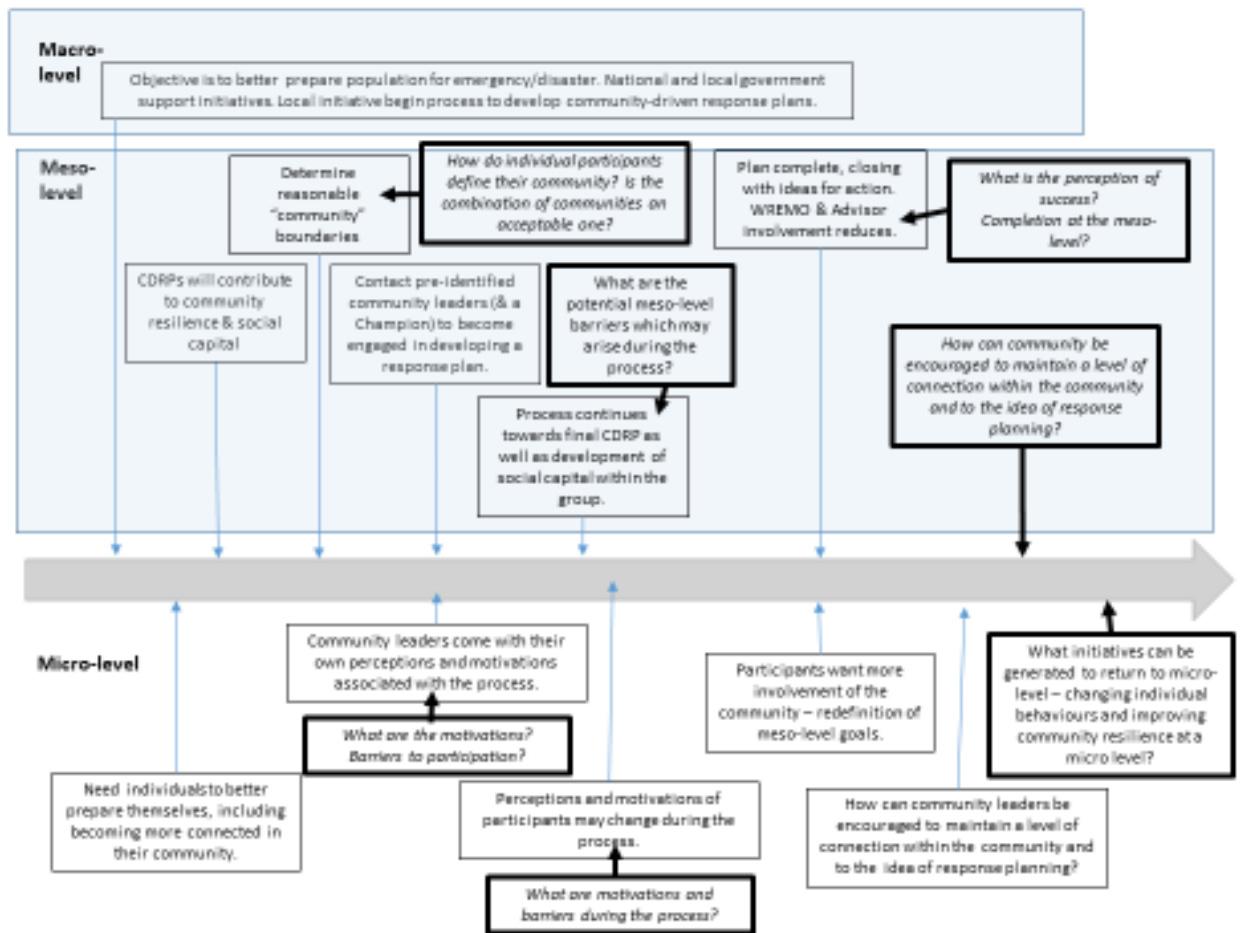 Macro-
level
Objective is to better prepare population for emergency/disaster. National and local government
support initiatives. Local initiative begin process to develop community-driven response plans.
Meso-
level
Determine
reasonable
"community"
boundaries
How do individual participants
define their community? Is the
combination of communities an
acceptable one?
Plan complete, closing
with ideas for action.
WREMO & Advisor
involvement reduces.
What is the perception of
success?
Completion at the meso-
level?
CDRPs will contribute
to community
resilience & social
capital
Contact pre-identified
community leaders (& a
Champion) to become
engaged in developing a
response plan.
What are the
potential meso-level
barriers which may
arise during the
process?
How can community be
encouraged to maintain a level of
connection within the community
and to the idea of response
planning?
Process continues
towards final CDRP as
well as development of
social capital within the
group.
Micro-level
Community leaders come with their
own perceptions and motivations
associated with the process.
What are the motivations?
Barriers to participation?
Need individuals to better
prepare themselves, including
becoming more connected in
their community.
Perceptions and motivations of
participants may change during the
process.
What are motivations and
barriers during the process?
Participants want more
involvement of the
community – redefinition of
meso-level goals.
How can community leaders be
encouraged to maintain a level of
connection within the community and
to the idea of response planning?
What initiatives can be
generated to return to micro-
level – changing individual
behaviours and improving
community resilience at a
micro level?